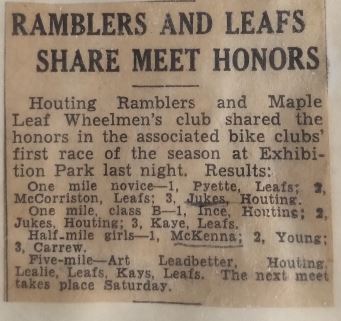 RAMBLERS AND LEAFS
SHARE MEET HONORS
Houting Ramblers and Maple
Leaf Wheelmen's club shared the
honors in the associated bike clubs'
first race of the season at Exhibi-
tion Park last night. Results:
One mile novice—1, Pyette, Leafs; 2,
McCorriston, Leafs; 3, Jukes, Houting.
One mile, class B—1, Ince, Houtins; 2,
Jukes, Houting; 3, Kaye, Leafs.
Half-mile girls—1, McKenna; 2, Young;
3, Carrew.
Five-mile—Art Leadbetter, Houting,
Lealie, Leafs, Kays, Leafs. The next meet
takes place Saturday.